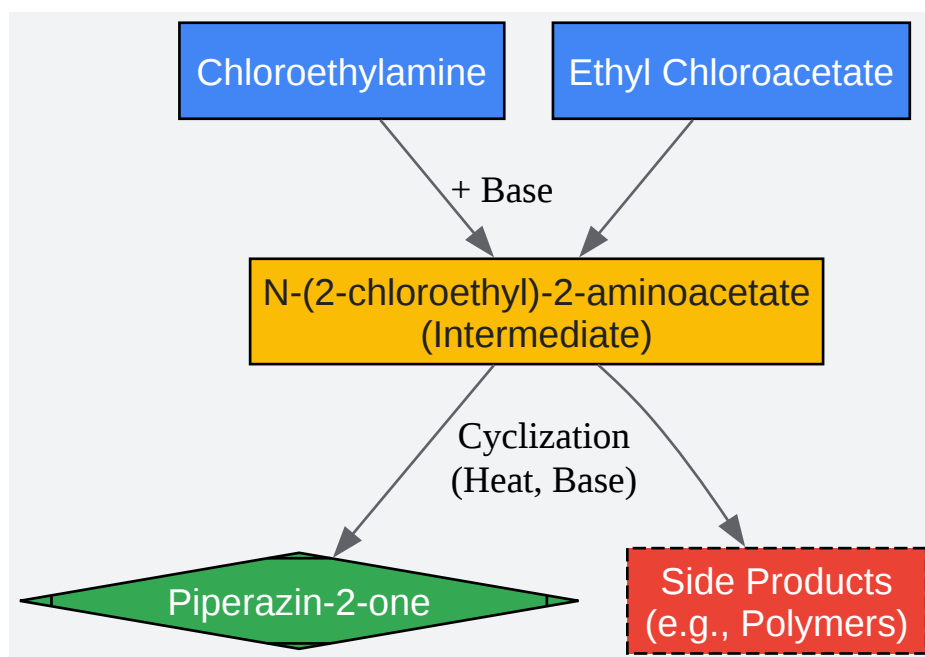 Chloroethylamine
Ethyl Chloroacetate
+ Base
N-(2-chloroethyl)-2-aminoacetate
(Intermediate)
Cyclization
(Heat, Base)
Piperazin-2-one
Side Products
(e.g., Polymers)